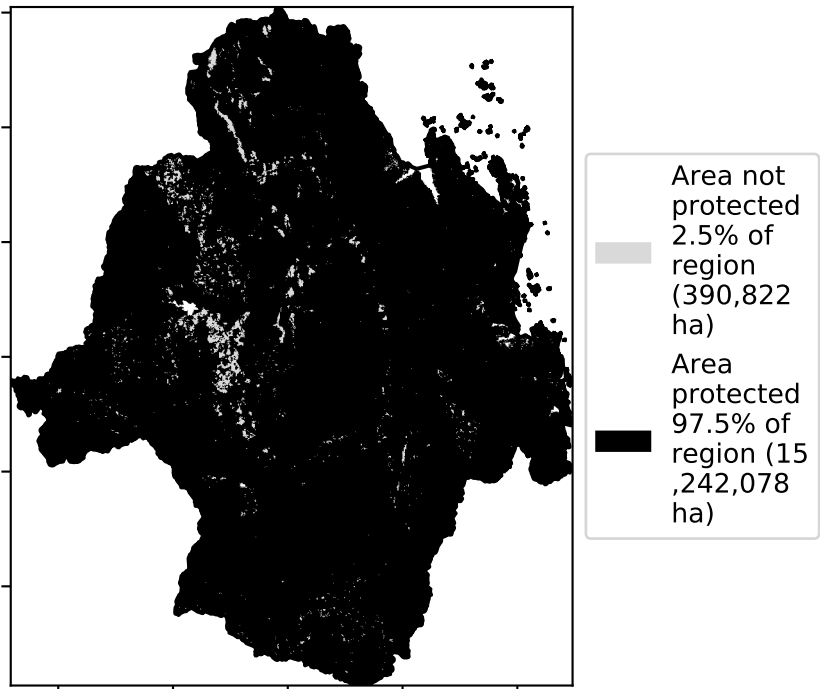 Area not
protected
2.5% of
region
(390,822
ha)
Area
protected
97.5% of
region (15
,242,078
ha)